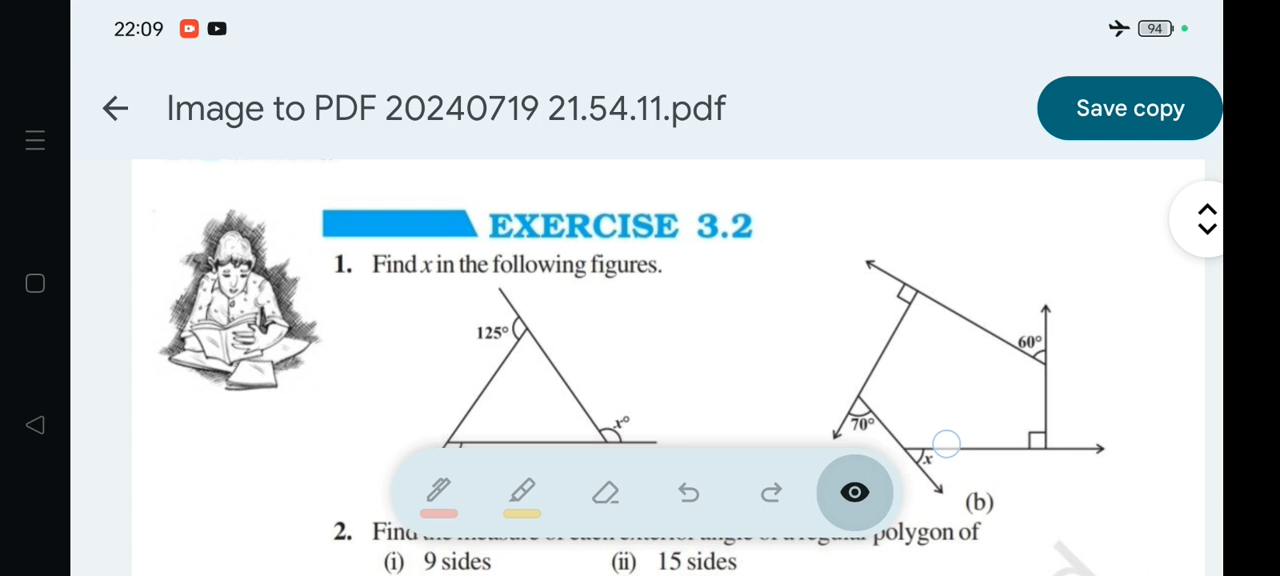 22:09
94
Image to PDF 20240719 21.54.11.pdf
Save copy
EXERCISE 3.2
1. Find x in the following figures.
125°
x°
60°
70°
x
(b)
2. Find polygon of
(i) 9 sides (ii) 15 sides